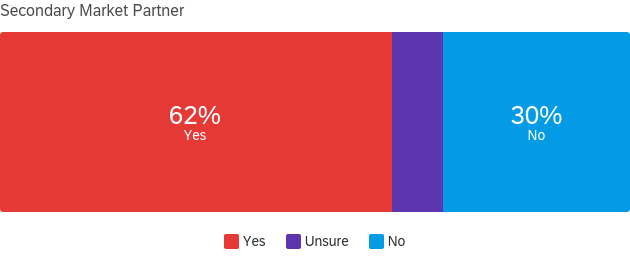 Secondary Market Partner
62%
Yes
30%
No
Yes
Unsure
No